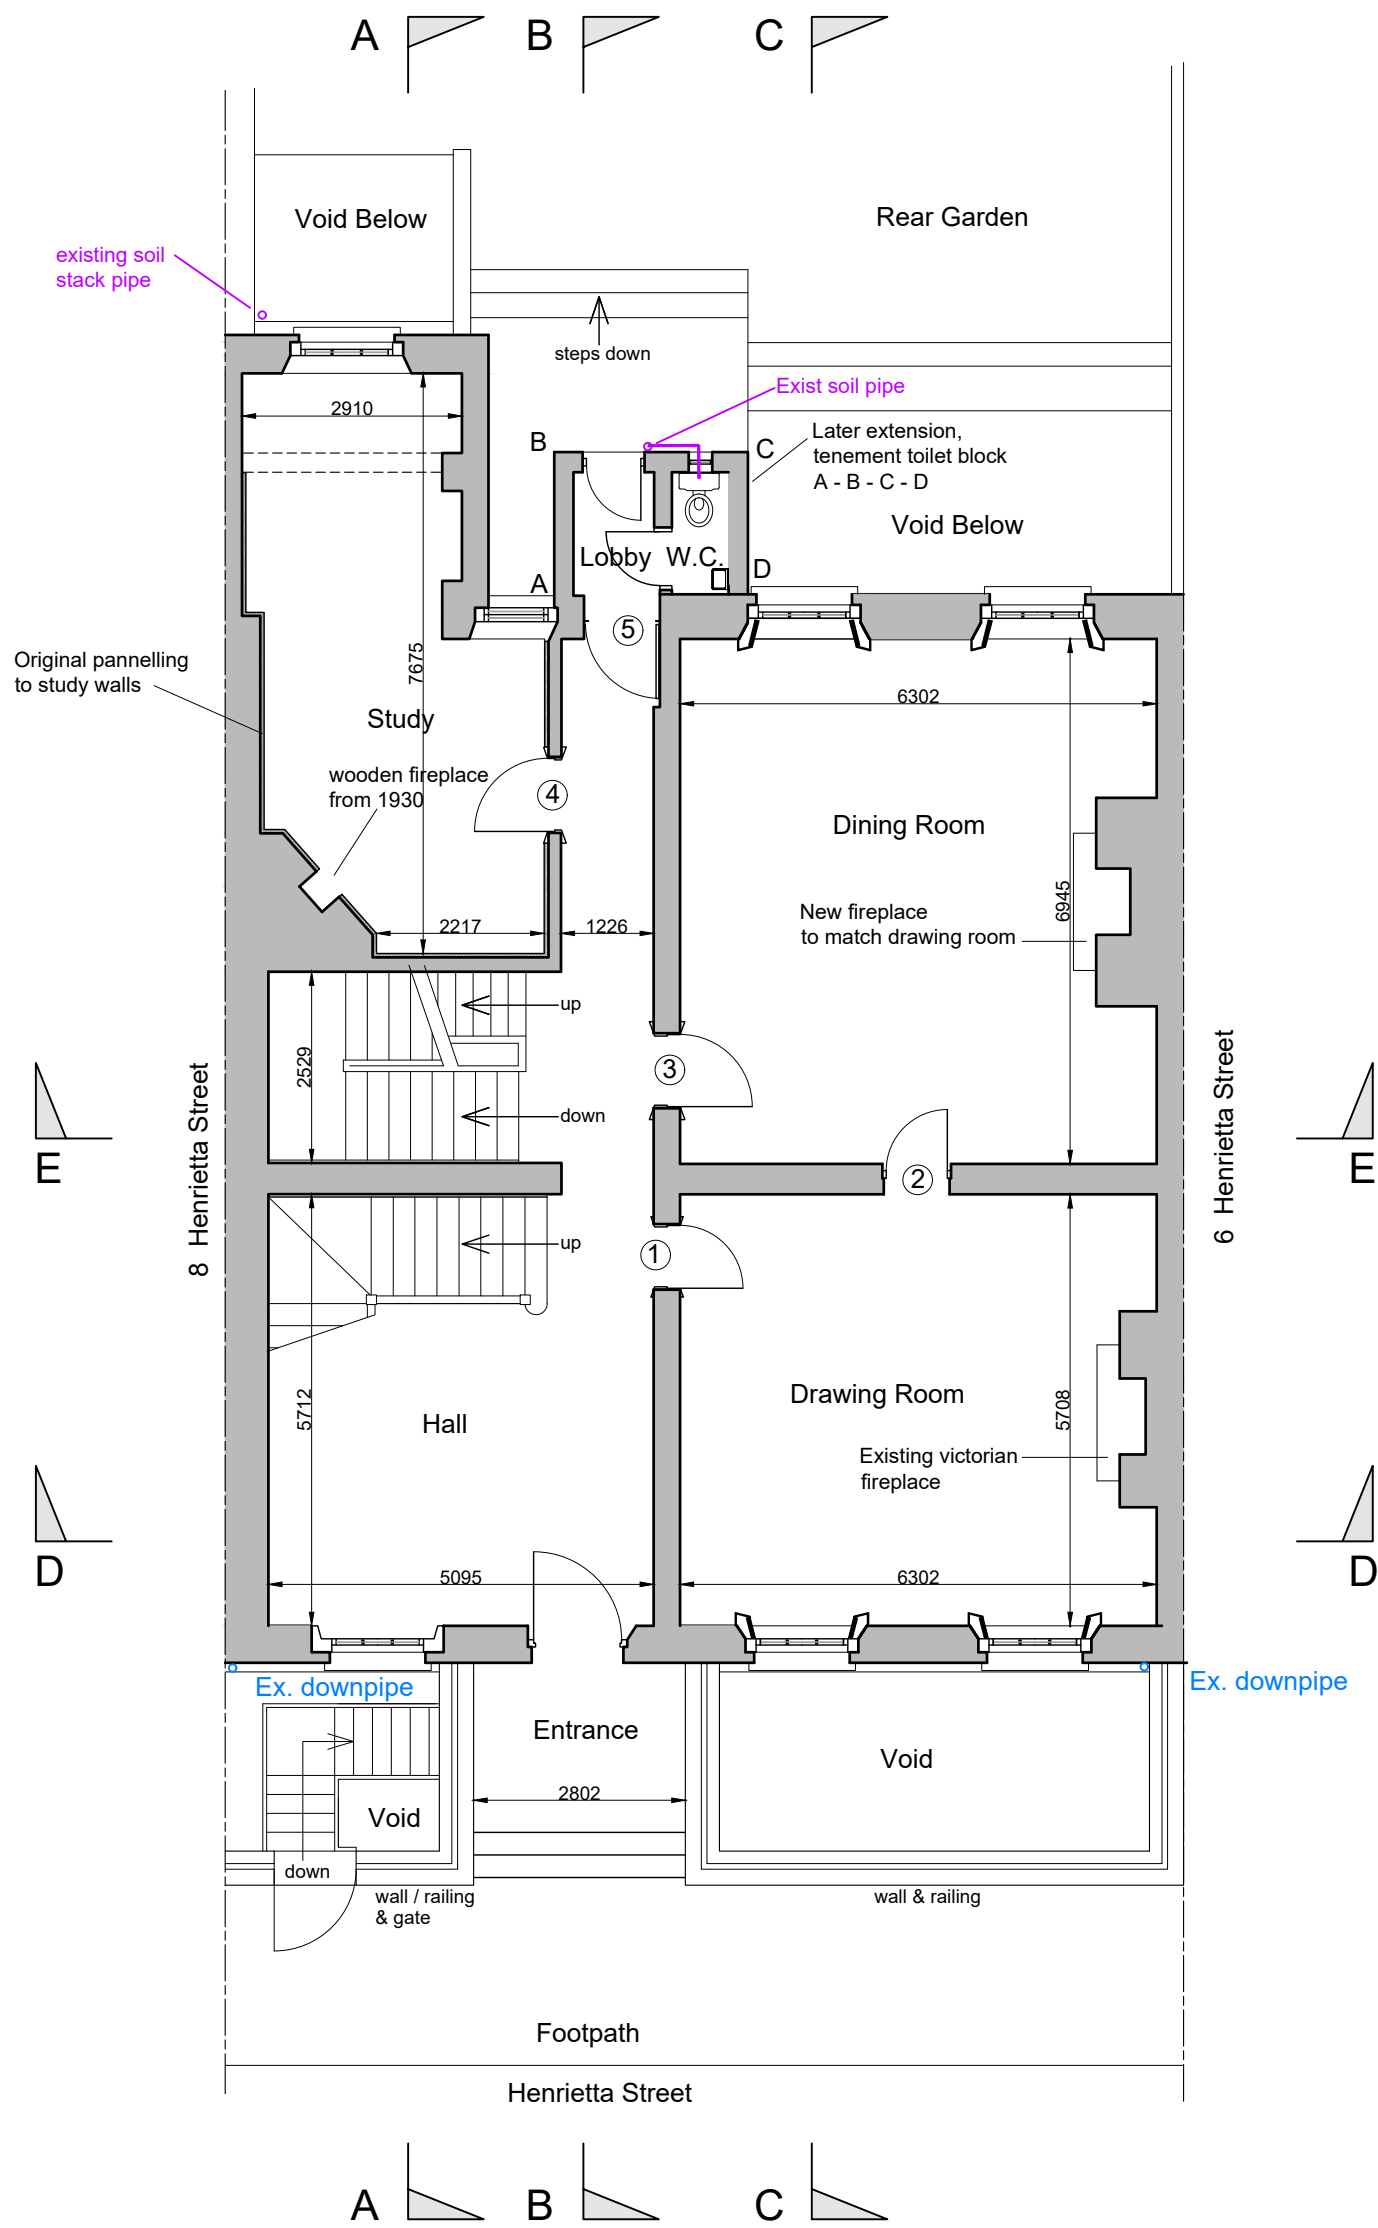 A
B
C
Void Below
Rear Garden
existing soil
stack pipe
steps down
Exist soil pipe
2910
B
C
Later extension,
tenement toilet block
A - B - C - D
Void Below
Lobby
W.C.
A
D
5
Original pannelling
to study walls
7675
6302
Study
wooden fireplace
from 1930
4
Dining Room
6945
New fireplace
to match drawing room
2217
1226
up
2529
3
down
8 Henrietta Street
6 Henrietta Street
E
E
2
up
1
5712
Hall
Drawing Room
5708
Existing victorian
fireplace
D
D
5095
6302
Ex. downpipe
Ex. downpipe
Entrance
Void
2802
Void
down
wall / railing
& gate
wall & railing
Footpath
Henrietta Street
A
B
C